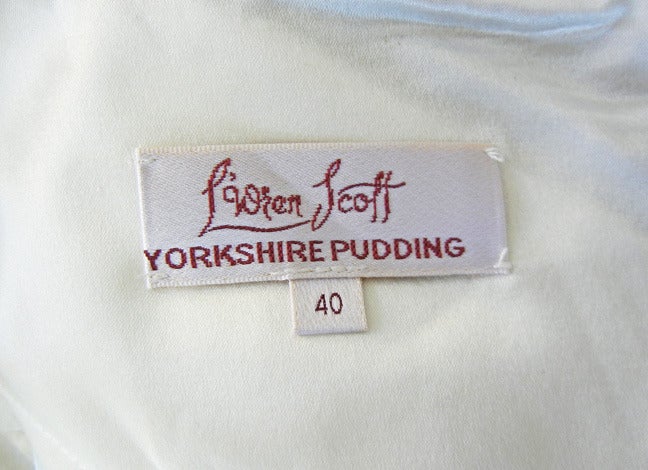 L'Wren Scott
YORKSHIRE PUDDING
40